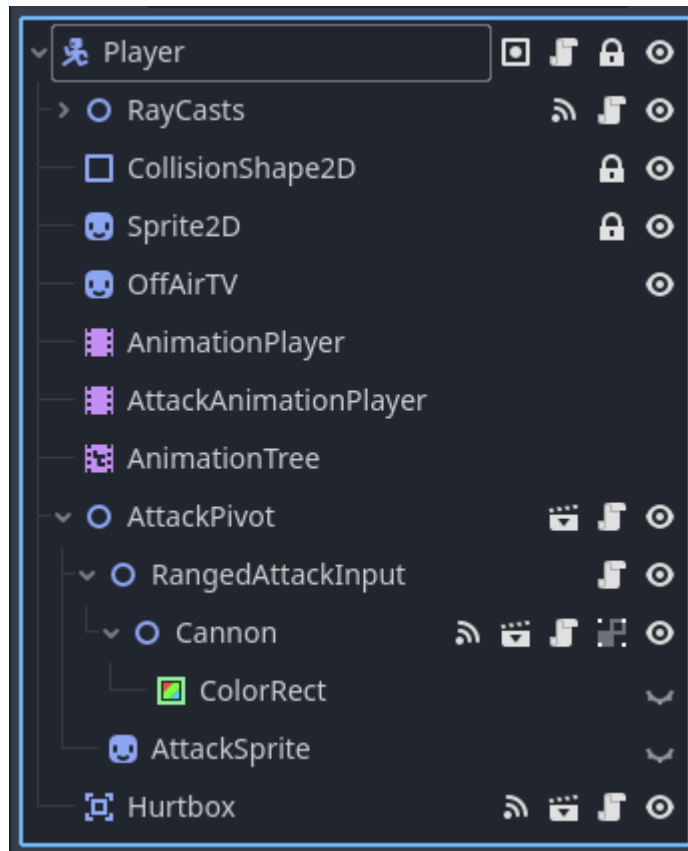 Player
RayCasts
CollisionShape2D
Sprite2D
OffAirTV
AnimationPlayer
AttackAnimationPlayer
AnimationTree
AttackPivot
RangedAttackInput
Cannon
ColorRect
AttackSprite
Hurtbox